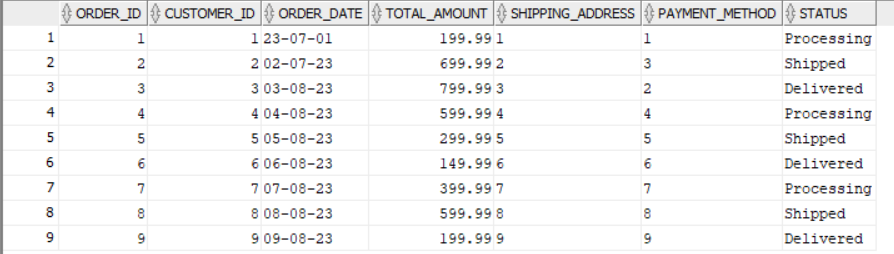 ORDER_ID CUSTOMER_ID ORDER_DATE TOTAL_AMOUNT SHIPPING_ADDRESS PAYMENT_METHOD STATUS
1 1 1 23-07-01 199.99 1 1 Processing
2 2 2 02-07-23 699.99 2 3 Shipped
3 3 3 03-08-23 799.99 3 2 Delivered
4 4 4 04-08-23 599.99 4 4 Processing
5 5 5 05-08-23 299.99 5 5 Shipped
6 6 6 06-08-23 149.99 6 6 Delivered
7 7 7 07-08-23 399.99 7 7 Processing
8 8 8 08-08-23 599.99 8 8 Shipped
9 9 9 09-08-23 199.99 9 9 Delivered